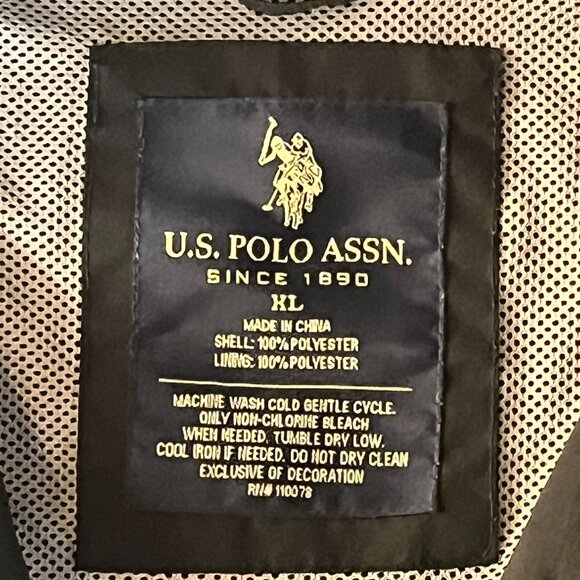 U.S. POLO ASSN.
SINCE 1890
XL
MADE IN CHINA
SHELL: 100% POLYESTER
LINING: 100% POLYESTER
MACHINE WASH COLD GENTLE CYCLE.
ONLY NON-CHLORINE BLEACH
WHEN NEEDED. TUMBLE DRY LOW.
COOL IRON IF NEEDED. DO NOT DRY CLEAN
EXCLUSIVE OF DECORATION
RN# 110078